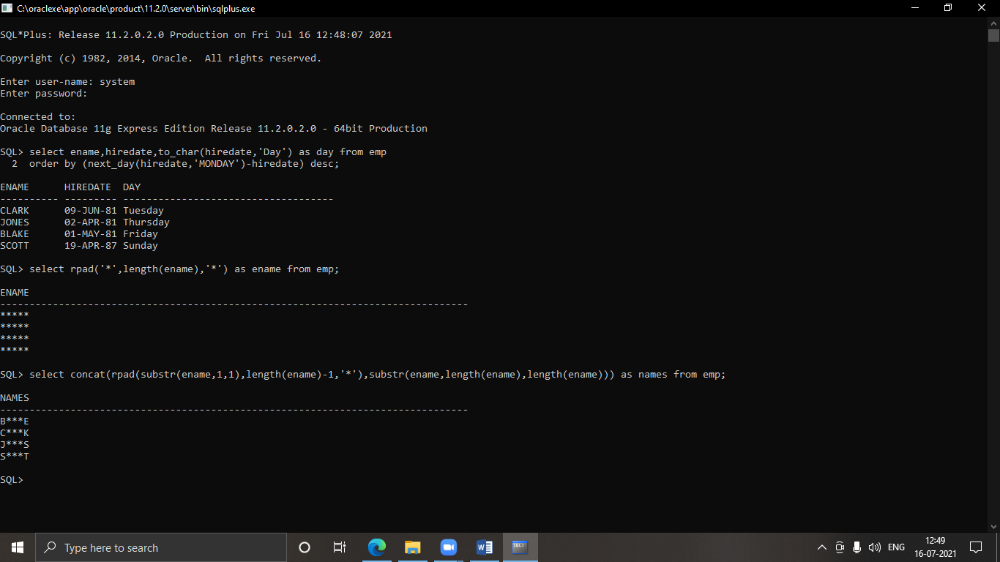 C:\oraclexe\app\oracle\product\11.2.0\server\bin\sqlplus.exe
SQL*Plus: Release 11.2.0.2.0 Production on Fri Jul 16 12:48:07 2021
Copyright (c) 1982, 2014, Oracle.  All rights reserved.
Enter user-name: system
Enter password:
Connected to:
Oracle Database 11g Express Edition Release 11.2.0.2.0 - 64bit Production
SQL> select ename,hiredate,to_char(hiredate,'Day') as day from emp
  2  order by (next_day(hiredate,'MONDAY')-hiredate) desc;
ENAME      HIREDATE  DAY
---------- --------- ------------------------------------
CLARK      09-JUN-81 Tuesday
JONES      02-APR-81 Thursday
BLAKE      01-MAY-81 Friday
SCOTT      19-APR-87 Sunday
SQL> select rpad('*',length(ename),'*') as ename from emp;
ENAME
--------------------------------------------------------------------------------
*****
*****
*****
*****
SQL> select concat(rpad(substr(ename,1,1),length(ename)-1,'*'),substr(ename,length(ename),length(ename))) as names from emp;
NAMES
--------------------------------------------------------------------------------
B***E
C***K
J***S
S***T
SQL>
Type here to search
ENG
12:49
16-07-2021